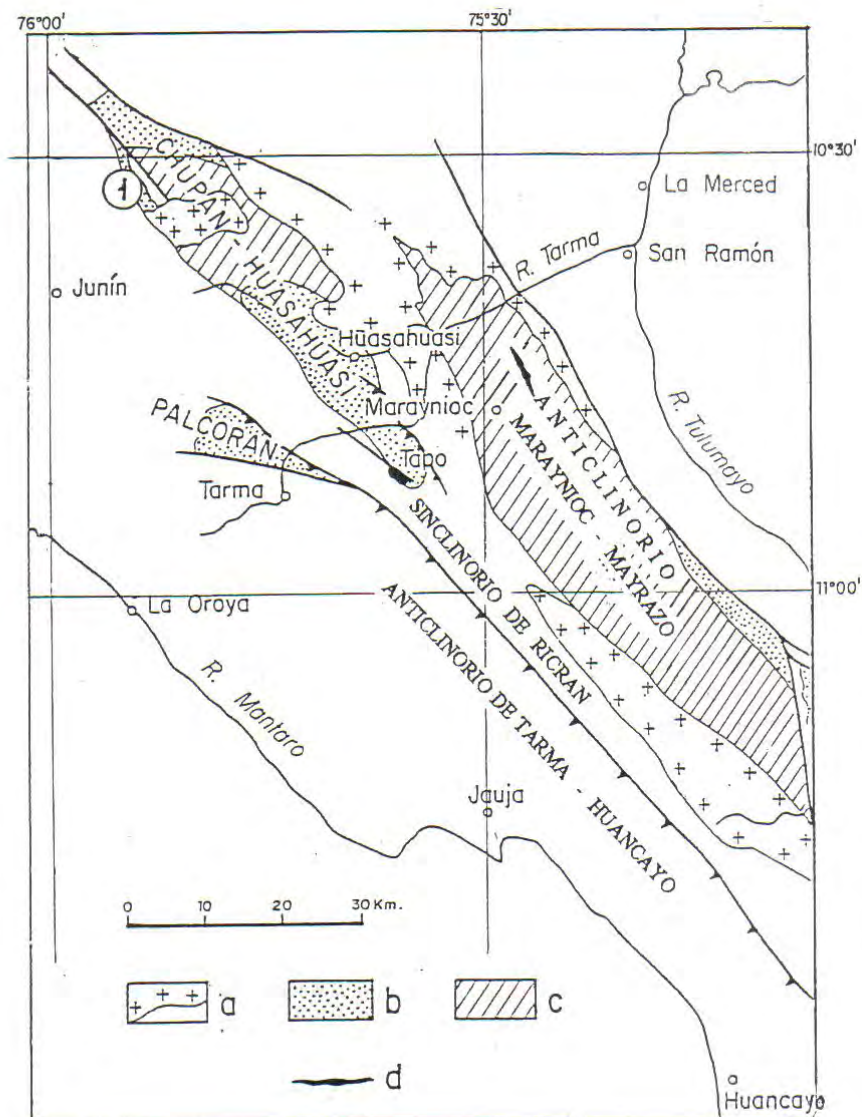 76°00'
75°30'
10°30'
CHUPÁN - HUASAHUASI
1
La Merced
R. Tarma
San Ramón
Junín
Huasahuasi
PALCORÁN
Maraynioc
ANTICLINORIO
MARAYNIOC - MAYRAZO
R. Tulumayo
Tapo
Tarma
SINCLINORIO DE RICRAN
11°00'
La Oroya
ANTICLINORIO DE TARMA - HUANCAYO
R. Mantaro
Jauja
0 10 20 30 Km.
a b c
d
Huancayo